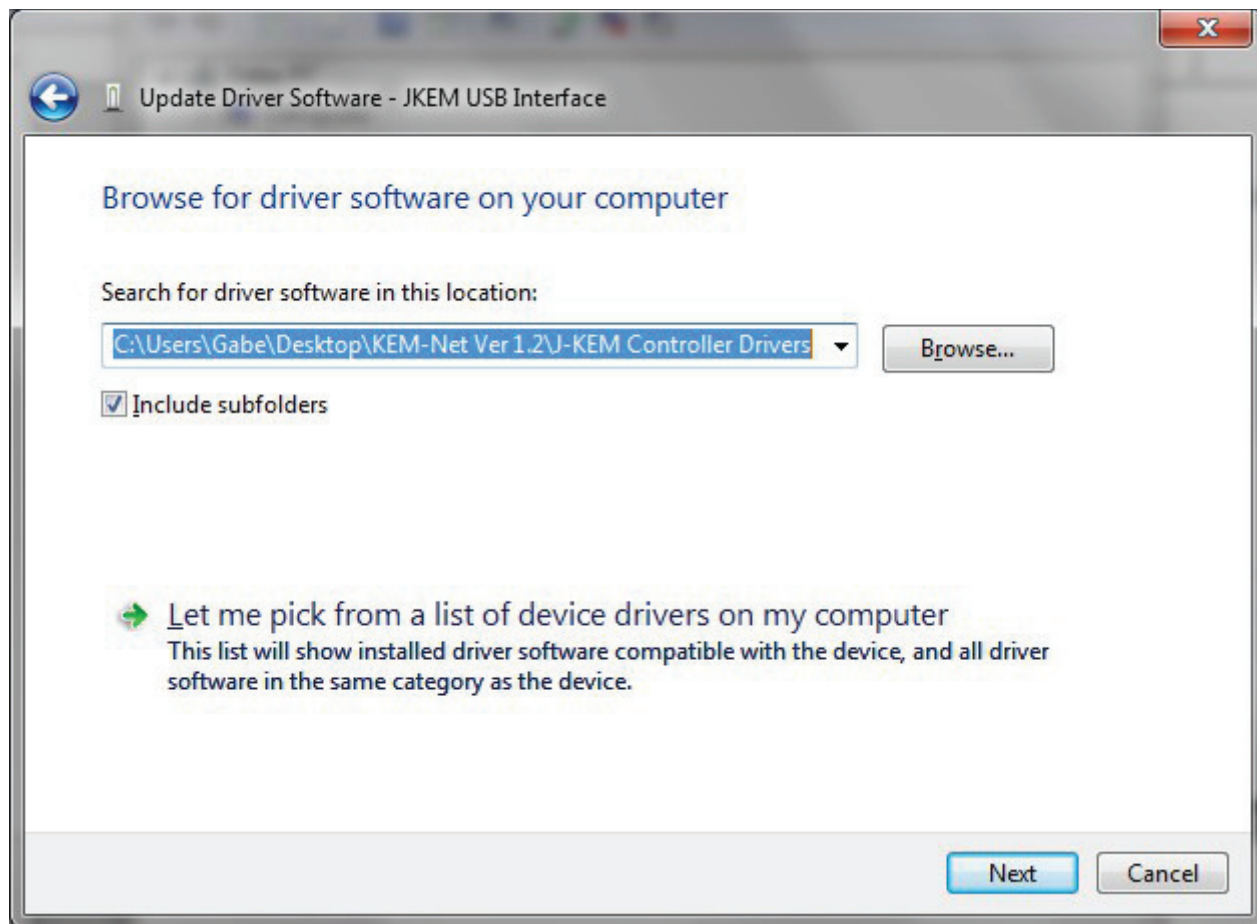 Update Driver Software - JKEM USB Interface
Browse for driver software on your computer
Search for driver software in this location:
C:\Users\Gabe\Desktop\KEM-Net Ver 1.2\J-KEM Controller Drivers
Browse...
Include subfolders
Let me pick from a list of device drivers on my computer
This list will show installed driver software compatible with the device, and all driver
software in the same category as the device.
Next
Cancel